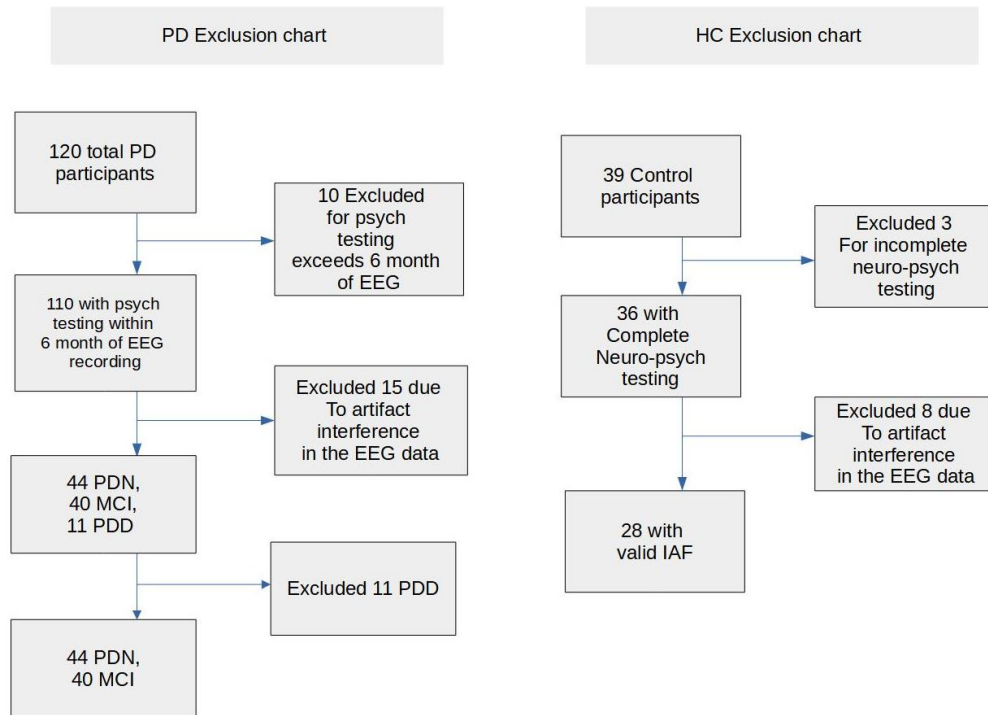 PD Exclusion chart
120 total PD
participants
10 Excluded
for psych
testing
exceeds 6 month
of EEG
110 with psych
testing within
6 month of EEG
recording
Excluded 15 due
To artifact
interference
in the EEG data
44 PDN,
40 MCI,
11 PDD
Excluded 11 PDD
44 PDN,
40 MCI
HC Exclusion chart
39 Control
participants
Excluded 3
For incomplete
neuro-psych
testing
36 with
Complete
Neuro-psych
testing
Excluded 8 due
To artifact
interference
in the EEG data
28 with
valid IAF